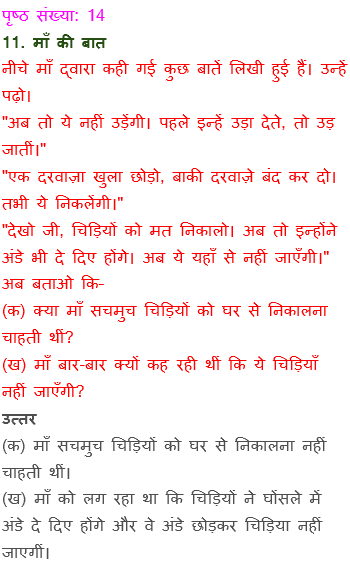 पृष्ठ संख्या: 14
11. माँ की बात
नीचे माँ द्वारा कही गई कुछ बातें लिखी हुई हैं। उन्हें
पढ़ो।
"अब तो ये नहीं उड़ेंगी। पहले इन्हें उड़ा देते, तो उड़
जातीं।"
"एक दरवाज़ा खुला छोड़ो, बाकी दरवाज़े बंद कर दो।
तभी ये निकलेंगी।"
"देखो जी, चिड़ियों को मत निकालो। अब तो इन्होंने
अंडे भी दे दिए होंगे। अब ये यहाँ से नहीं जाएँगी।"
अब बताओ कि-
(क) क्या माँ सचमुच चिड़ियों को घर से निकालना
चाहती थीं?
(ख) माँ बार-बार क्यों कह रही थीं कि ये चिड़ियाँ
नहीं जाएँगी?
उत्तर
(क) माँ सचमुच चिड़ियों को घर से निकालना नहीं
चाहती थीं।
(ख) माँ को लग रहा था कि चिड़ियों ने घोंसले में
अंडे दे दिए होंगे और वे अंडे छोड़कर चिड़िया नहीं
जाएगीं।